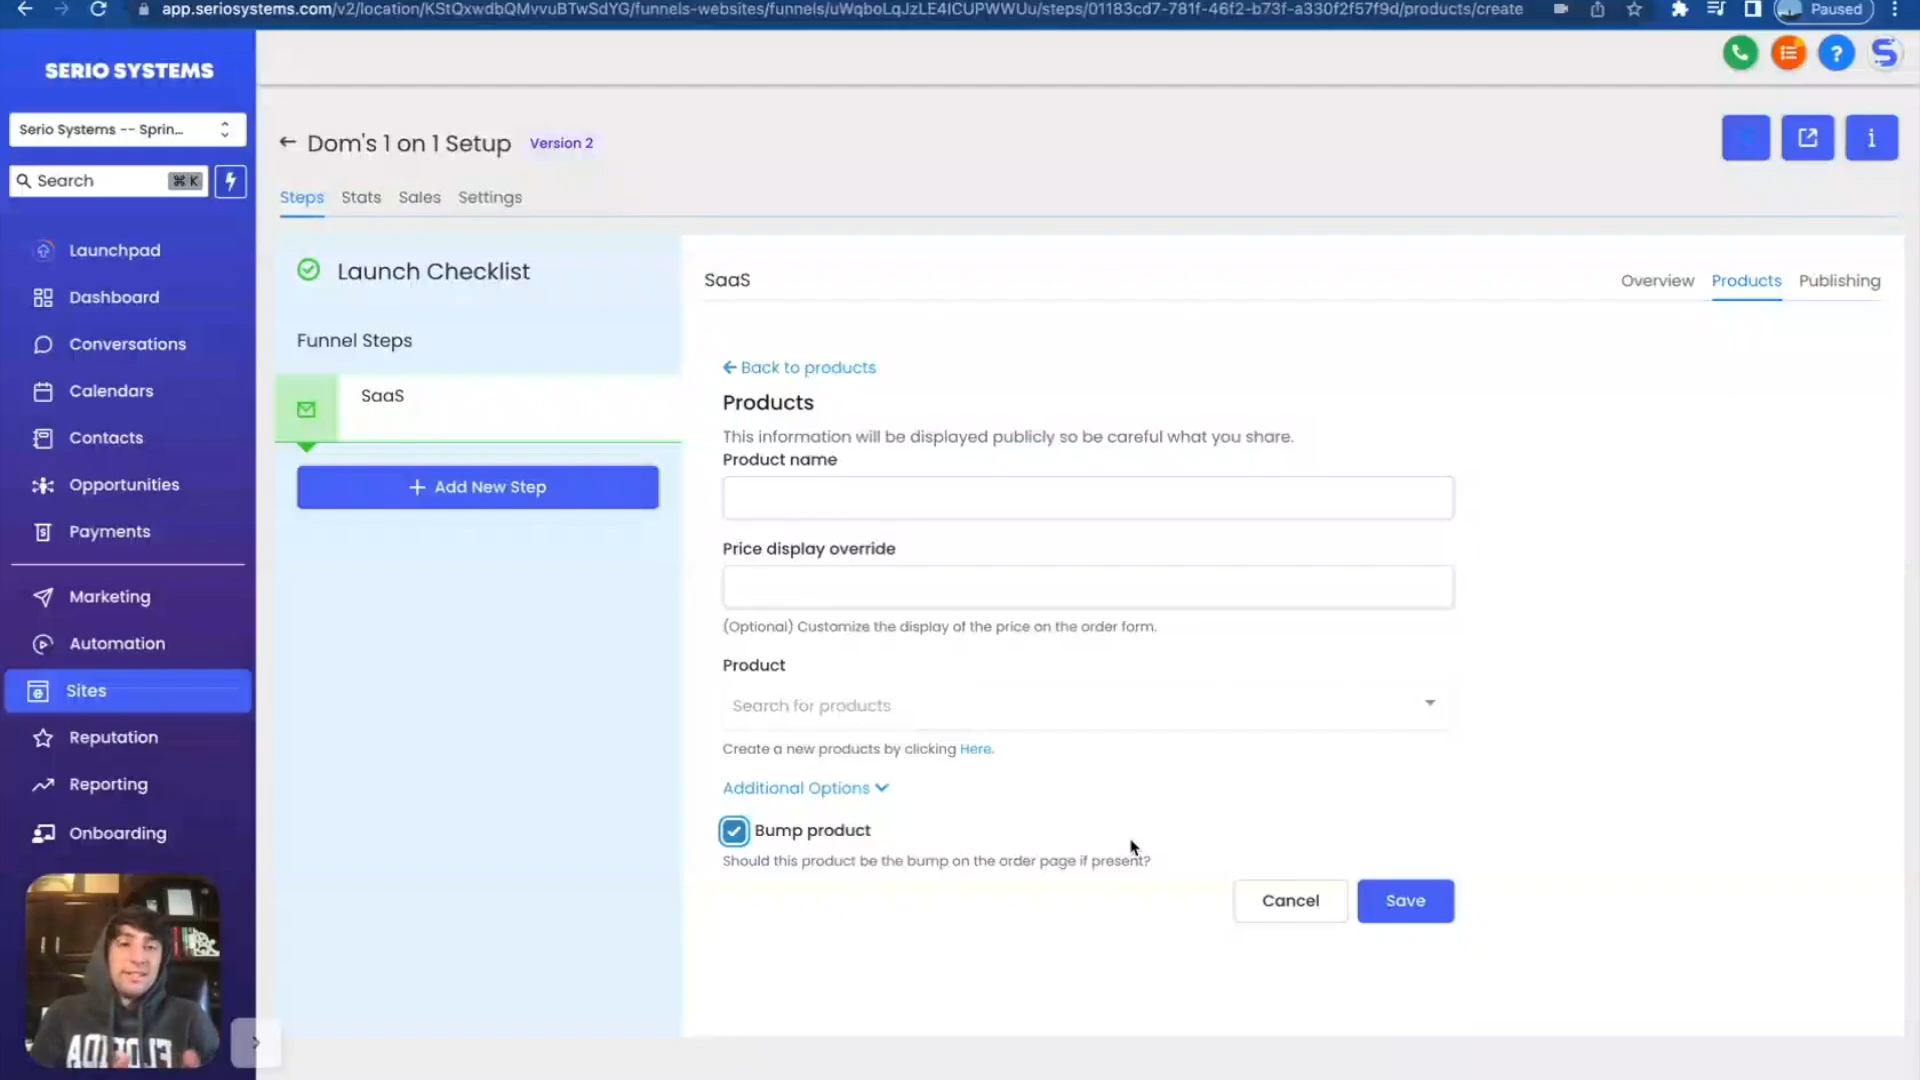 app.seriosystems.com/v2/location/KStQxwdbQMvvuBTwSdYG/funnels-websites/funnels/uWqboLqJzLE4ICUPWWUu/steps/01183cd7-781f-46f2-b73f-a330f2f57f9d/products/create
Paused
SERIO SYSTEMS
Serio Systems -- Sprin...
Search ⌘ K
Launchpad
Dashboard
Conversations
Calendars
Contacts
Opportunities
Payments
Marketing
Automation
Sites
Reputation
Reporting
Onboarding
Dom's 1 on 1 Setup Version 2
Steps Stats Sales Settings
Launch Checklist
Funnel Steps
SaaS
+ Add New Step
SaaS
Overview Products Publishing
Back to products
Products
This information will be displayed publicly so be careful what you share.
Product name
Price display override
(Optional) Customize the display of the price on the order form.
Product
Search for products
Create a new products by clicking Here.
Additional Options
Bump product
Should this product be the bump on the order page if present?
Cancel Save